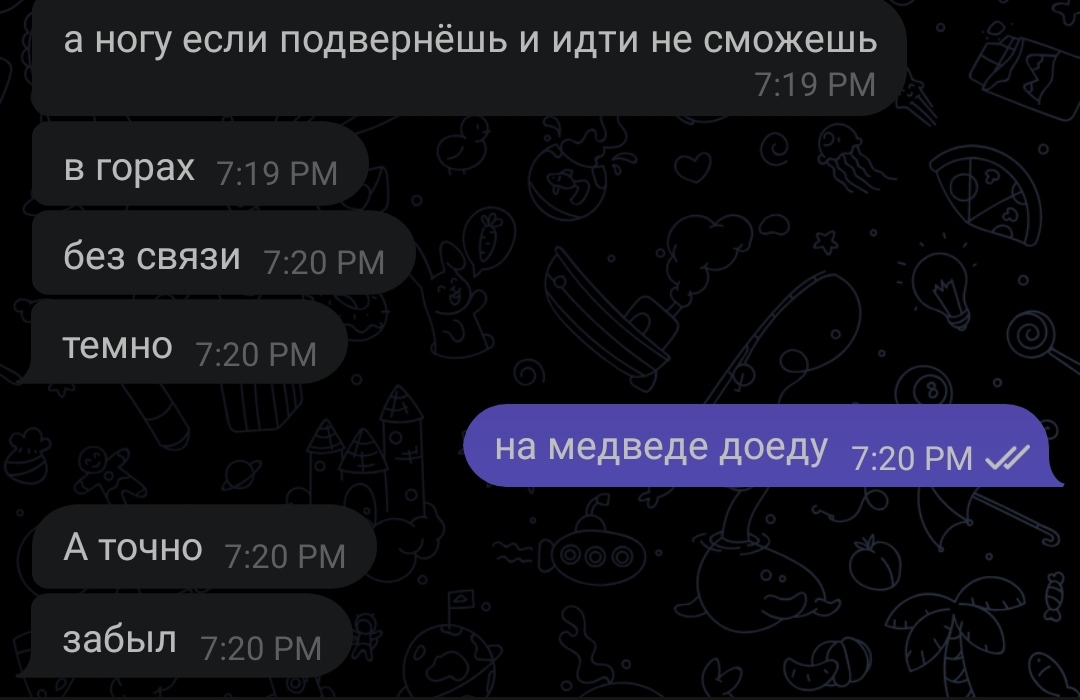 а ногу если подвернёшь и идти не сможешь
7:19 PM
в горах 7:19 PM
без связи 7:20 PM
темно 7:20 PM
на медведе доеду 7:20 PM
А точно 7:20 PM
забыл 7:20 PM
8